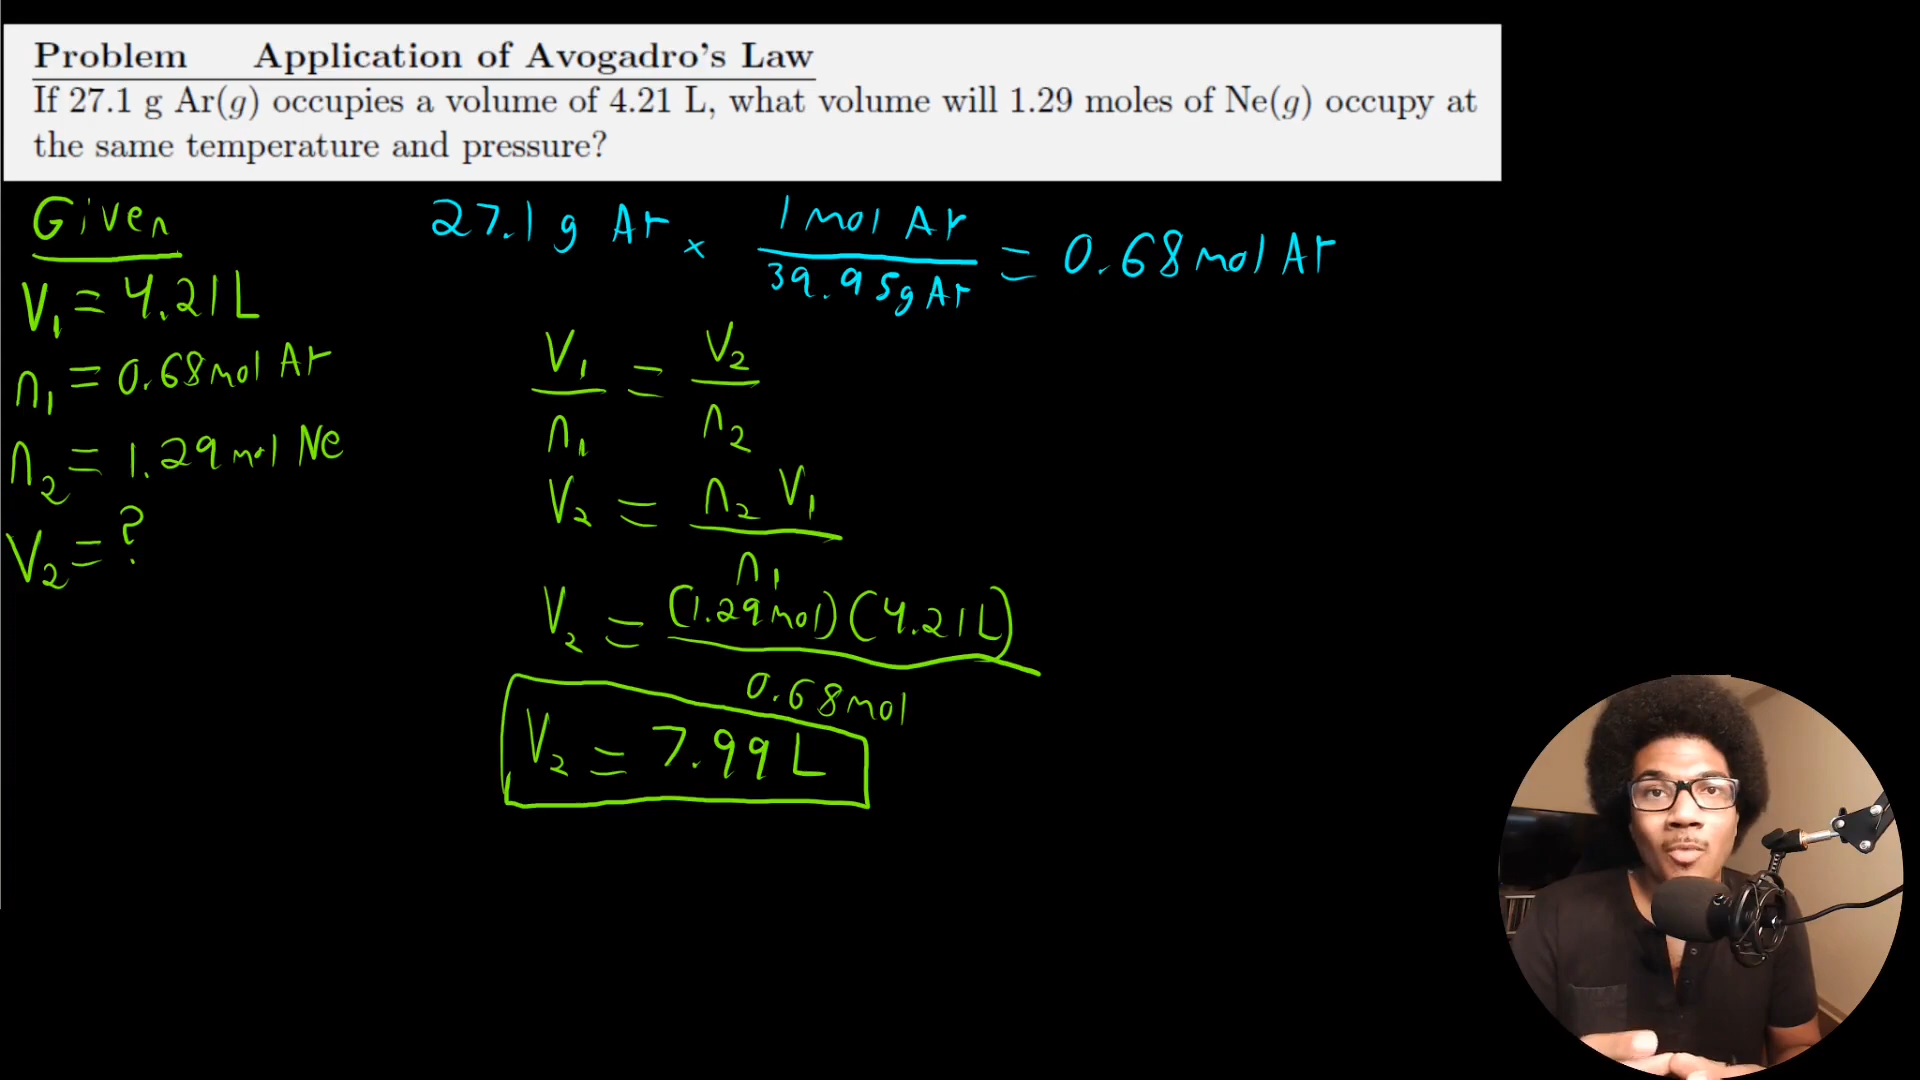 Problem Application of Avogadro's Law
If 27.1 g Ar(g) occupies a volume of 4.21 L, what volume will 1.29 moles of Ne(g) occupy at
the same temperature and pressure?
Given
V₁ = 4.21 L
n₁ = 0.68 mol Ar
n₂ = 1.29 mol Ne
V₂ = ?
27.1 g Ar × 1 mol Ar / 39.95 g Ar = 0.68 mol Ar
V₁ / n₁ = V₂ / n₂
V₂ = n₂ V₁ / n₁
V₂ = (1.29 mol)(4.21 L) / 0.68 mol
V₂ = 7.99 L